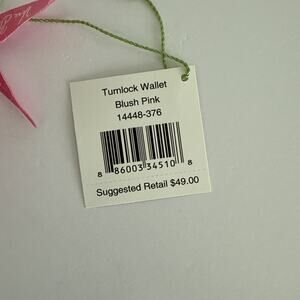 Turnlock Wallet
Blush Pink
14448-376
8 86003 34510 8
Suggested Retail $49.00